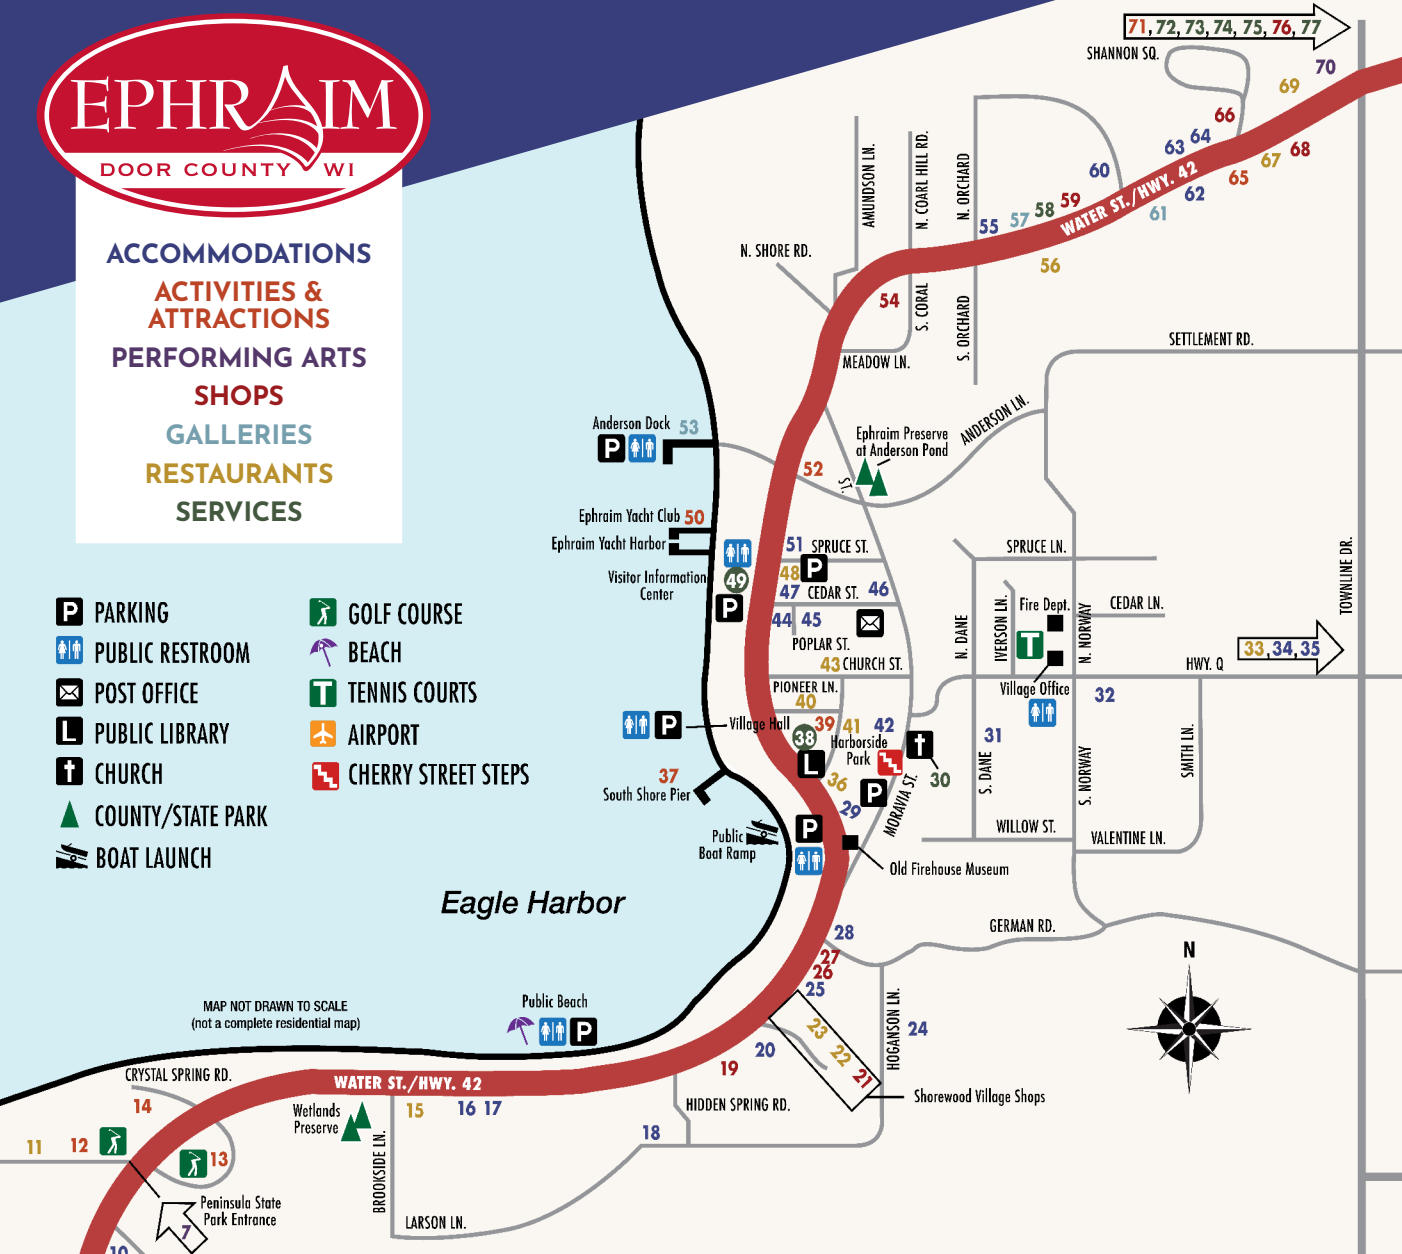 EPHRAIM
DOOR COUNTY WI
ACCOMMODATIONS
ACTIVITIES &
ATTRACTIONS
PERFORMING ARTS
SHOPS
GALLERIES
RESTAURANTS
SERVICES
P PARKING
PUBLIC RESTROOM
POST OFFICE
L PUBLIC LIBRARY
CHURCH
COUNTY/STATE PARK
BOAT LAUNCH
GOLF COURSE
BEACH
T TENNIS COURTS
AIRPORT
CHERRY STREET STEPS
71, 72, 73, 74, 75, 76, 77
SHANNON SQ.
70
69
66
64
63
68
67
65
62
61
60
WATER ST./HWY. 42
59
58
57
55
56
AMUNDSON LN.
N. COARL HILL RD.
N. ORCHARD
N. SHORE RD.
54
S. CORAL
S. ORCHARD
MEADOW LN.
SETTLEMENT RD.
ANDERSON LN.
Anderson Dock 53
P
Ephraim Preserve
at Anderson Pond
52
ST.
Ephraim Yacht Club 50
Ephraim Yacht Harbor
Visitor Information
Center
49
P
51 SPRUCE ST.
48 P
47 CEDAR ST. 46
44 45
POPLAR ST.
43 CHURCH ST.
PIONEER LN.
40
SPRUCE LN.
N. DANE
IVERSON LN.
Fire Dept.
T
N. NORWAY
CEDAR LN.
TOWNLINE DR.
33, 34, 35
HWY. Q
Village Office
32
31
S. DANE
S. NORWAY
SMITH LN.
P
Village Hall
39 41 42
38
Harborside
Park
L
36
P
29
MORAVIA ST.
30
37
South Shore Pier
Public
Boat Ramp
P
WILLOW ST.
VALENTINE LN.
Old Firehouse Museum
Eagle Harbor
28
GERMAN RD.
27
26
25
N
MAP NOT DRAWN TO SCALE
(not a complete residential map)
Public Beach
P
23
22
21
20
19
HOGANSON LN.
24
Shorewood Village Shops
HIDDEN SPRING RD.
18
CRYSTAL SPRING RD.
WATER ST./HWY. 42
14
Wetlands
Preserve
15
16 17
11
12
13
BROOKSIDE LN.
LARSON LN.
Peninsula State
Park Entrance
7
10